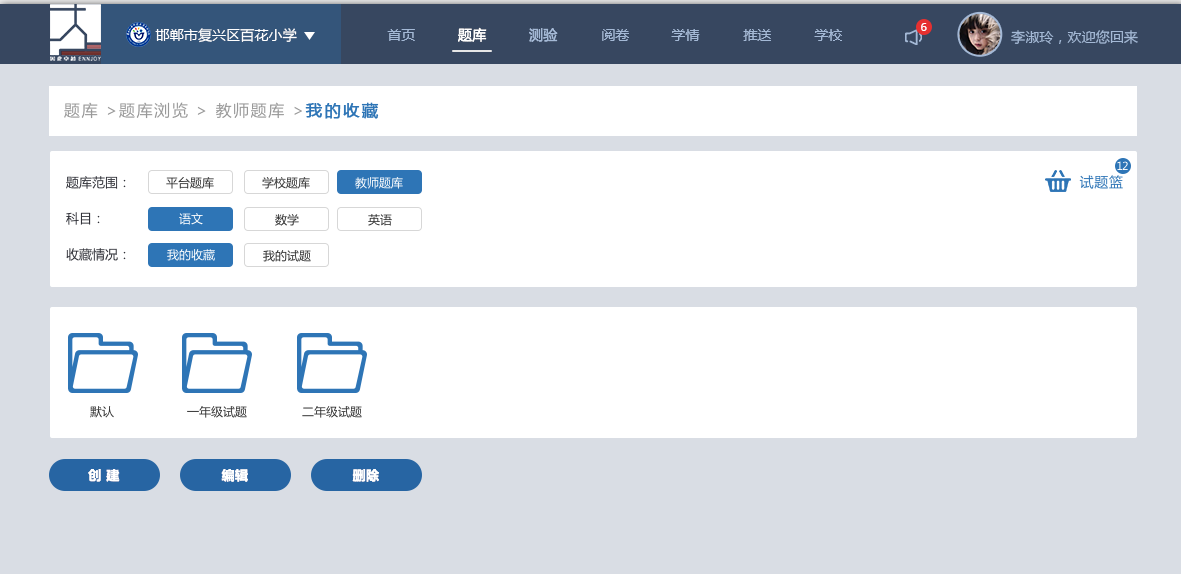 邯郸市复兴区百花小学 首页 题库 测验 阅卷 学情 推送 学校 6 李淑玲，欢迎您回来
ENNJOY
题库 >题库浏览 > 教师题库 >我的收藏
12
题库范围： 平台题库 学校题库 教师题库 试题篮
科目： 语文 数学 英语
收藏情况： 我的收藏 我的试题
默认 一年级试题 二年级试题
创 建 编辑 删除